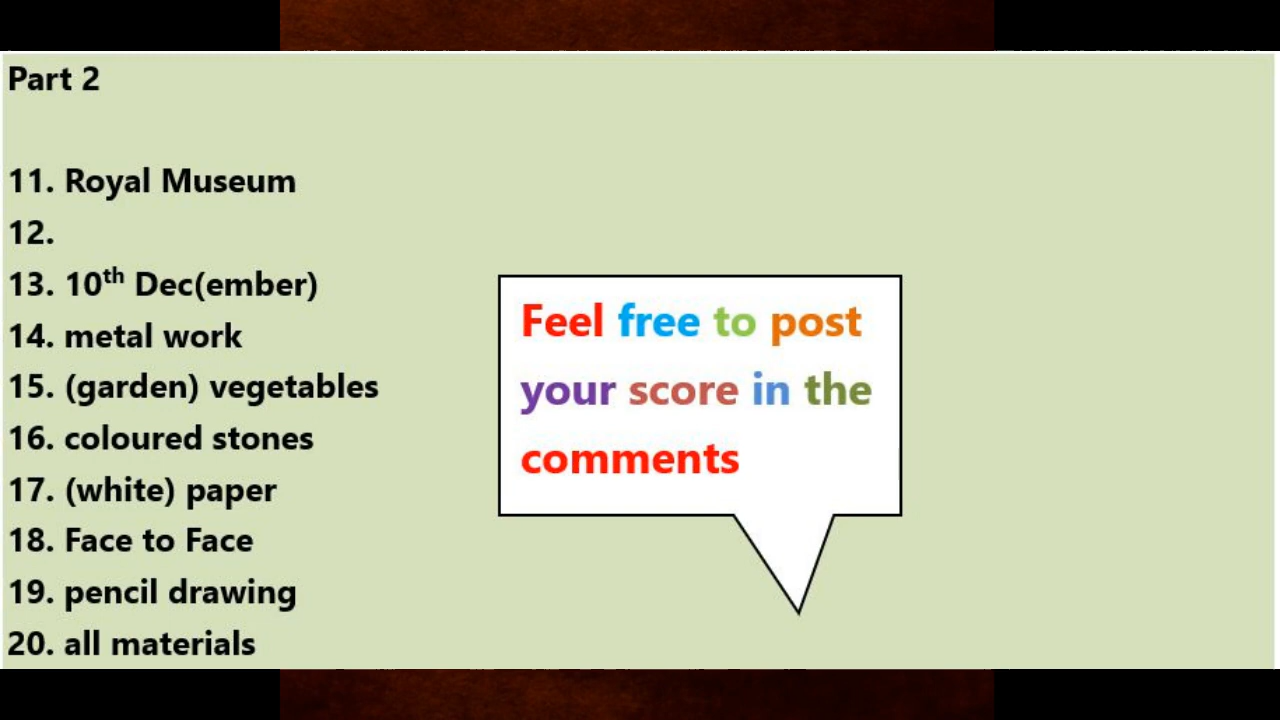 Part 2
11. Royal Museum
12.
13. 10th Dec(ember)
14. metal work
15. (garden) vegetables
16. coloured stones
17. (white) paper
18. Face to Face
19. pencil drawing
20. all materials
Feel free to post
your score in the
comments